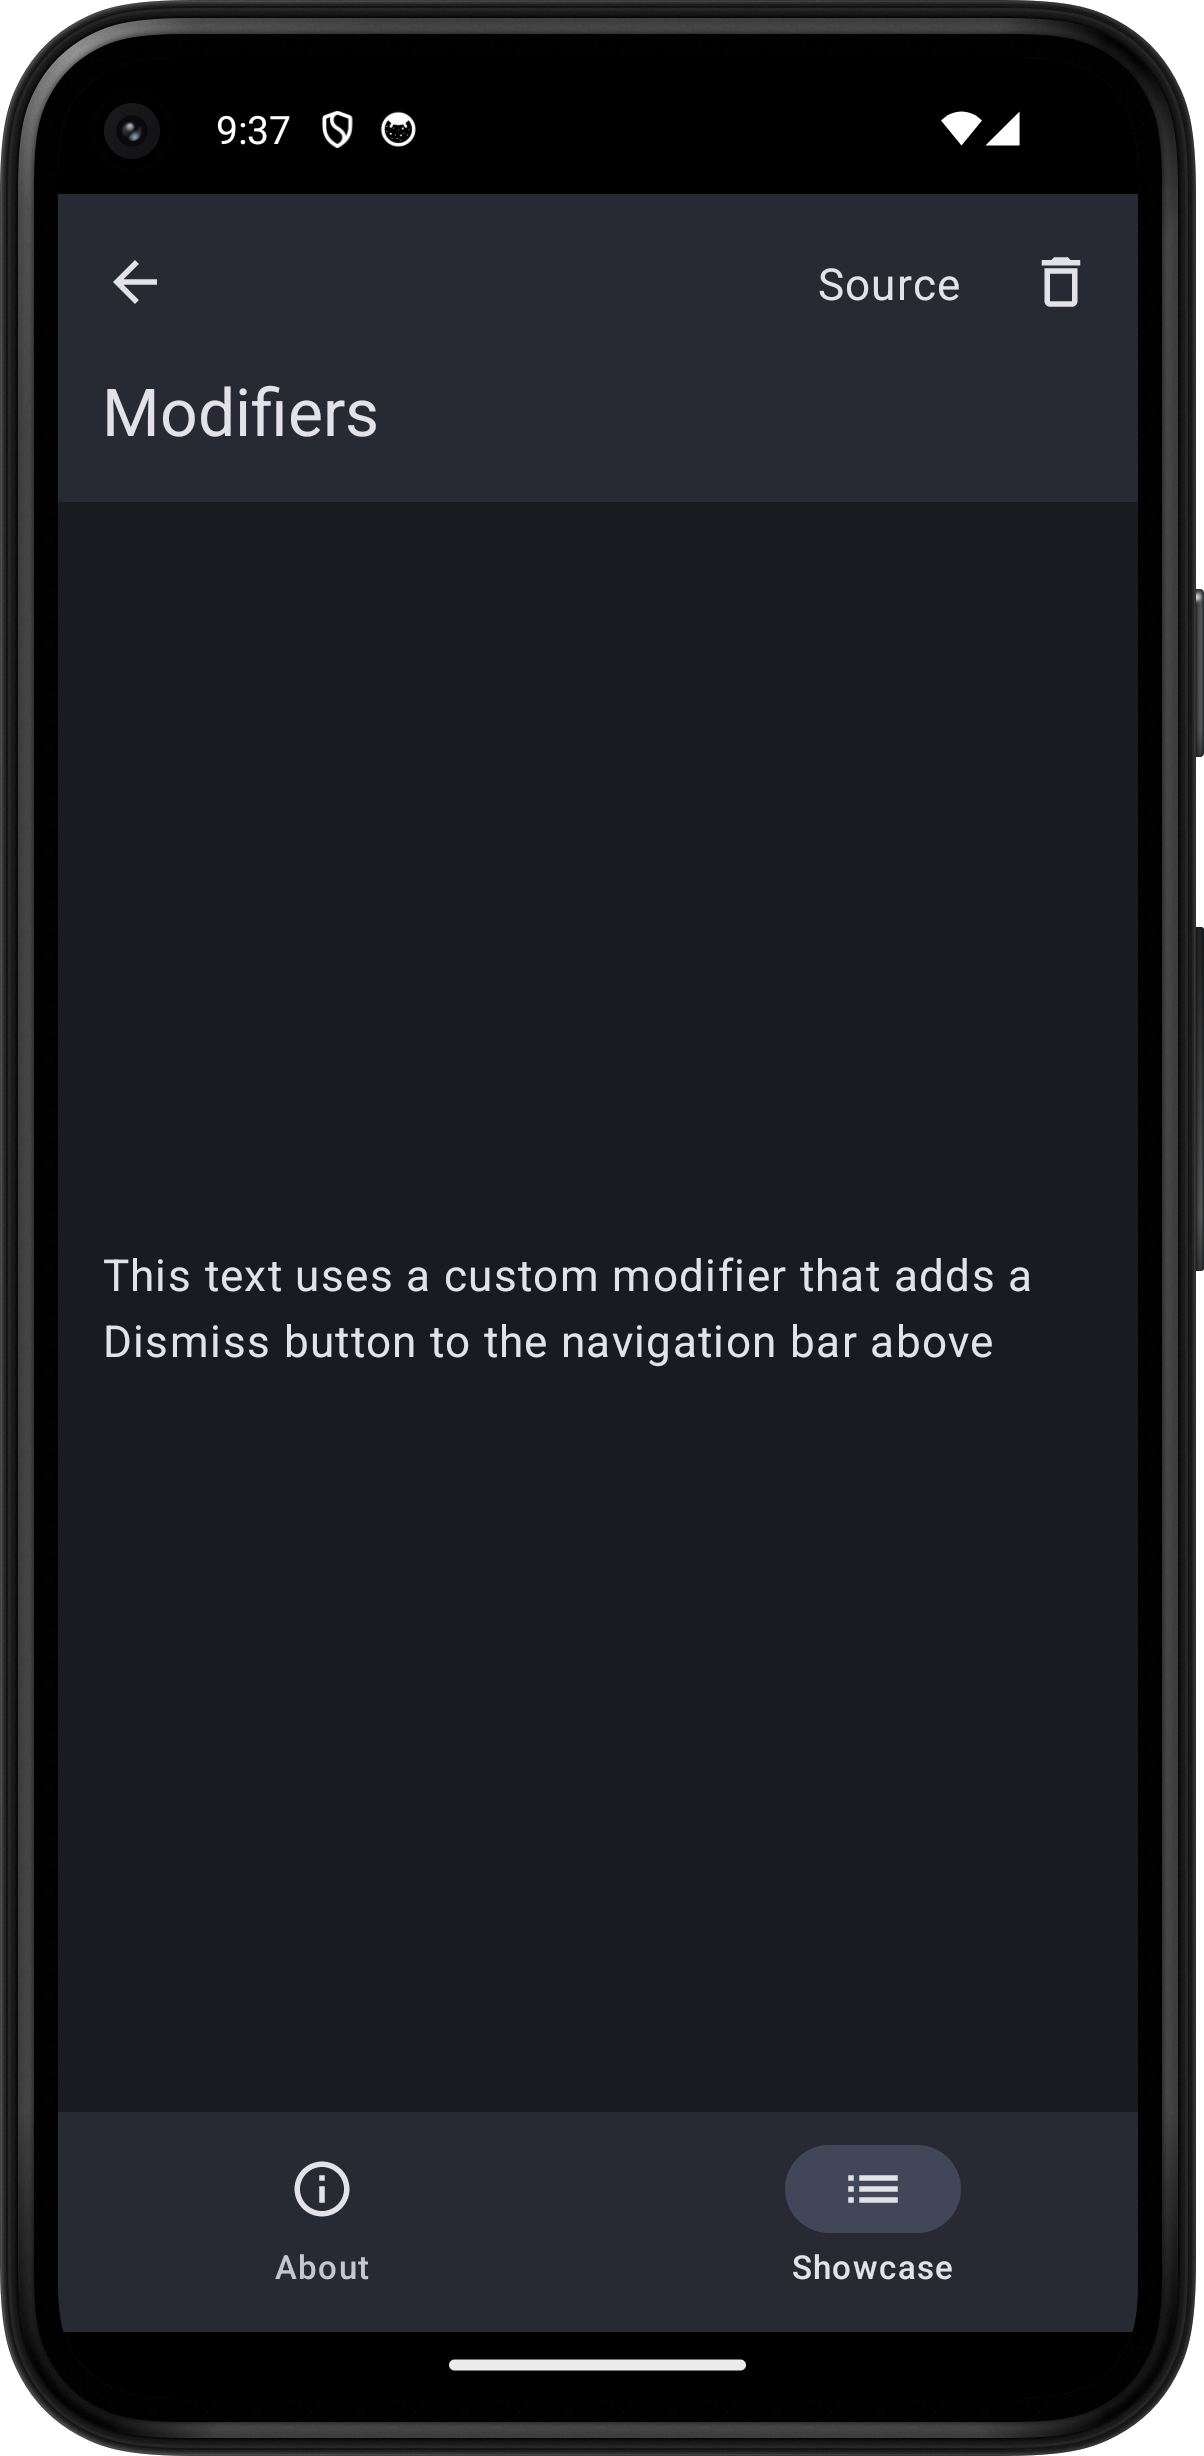 9:37
Source
Modifiers
This text uses a custom modifier that adds a
Dismiss button to the navigation bar above
About
Showcase